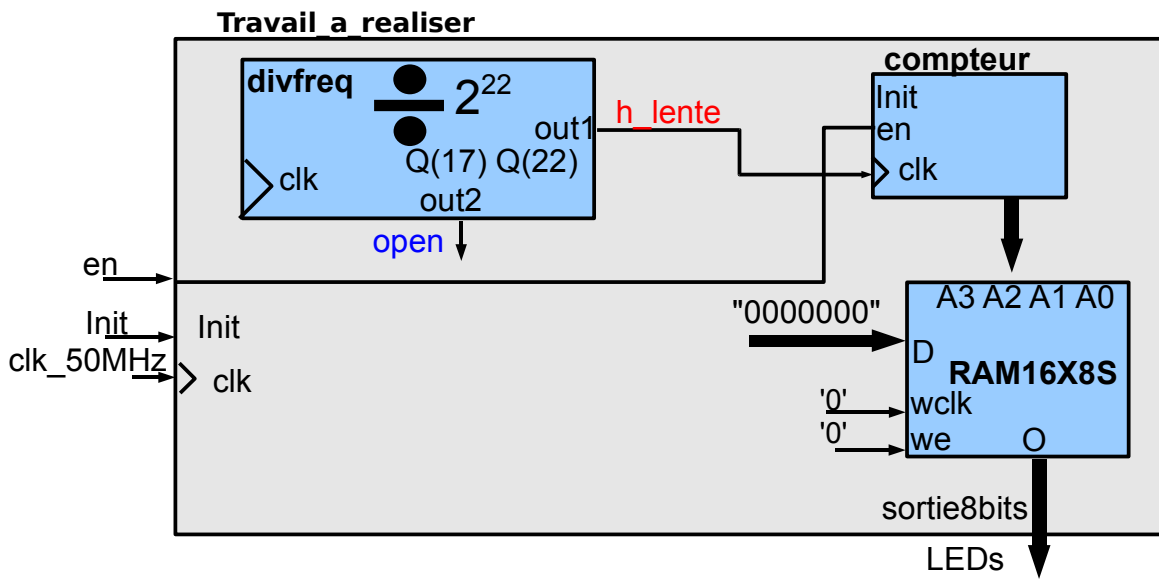 Travail_a_realiser
divfreq
÷ 2^22
out1
Q(17) Q(22)
clk
out2
open
h_lente
compteur
Init
en
clk
en
Init
Init
clk_50MHz
clk
"0000000"
A3 A2 A1 A0
D
RAM16X8S
'0'
wclk
'0'
we
O
sortie8bits
LEDs